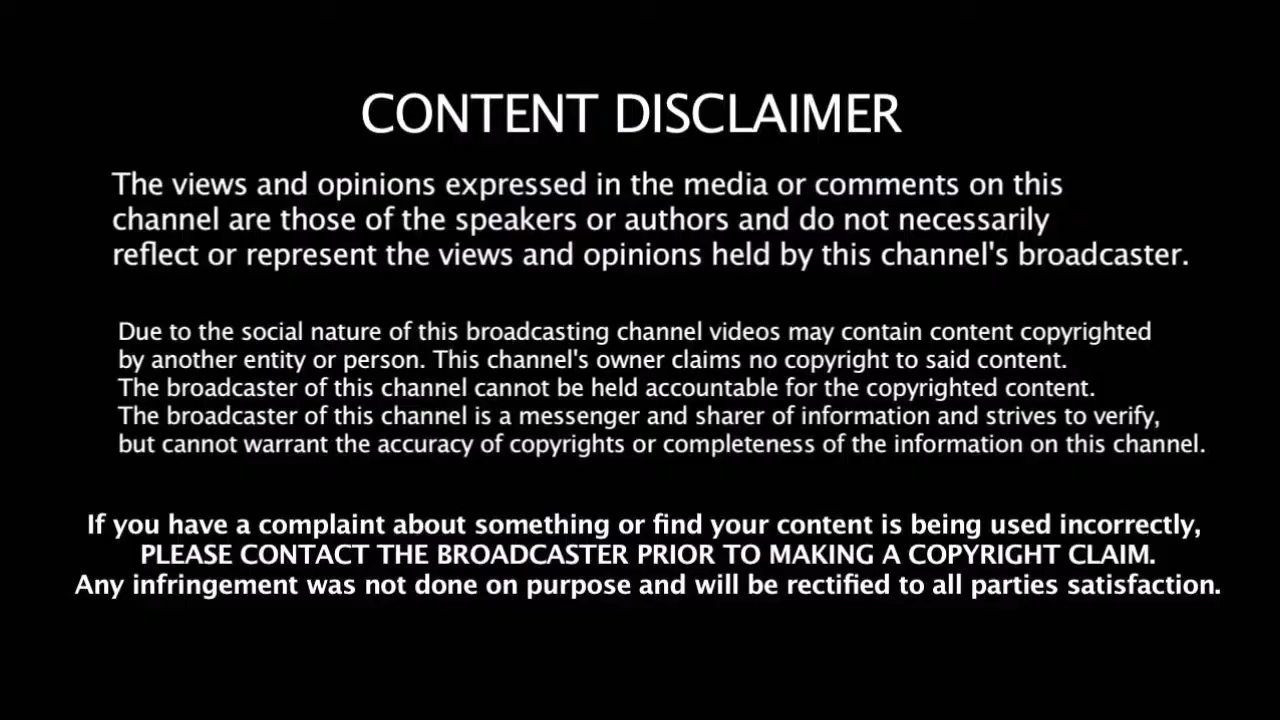 CONTENT DISCLAIMER
The views and opinions expressed in the media or comments on this
channel are those of the speakers or authors and do not necessarily
reflect or represent the views and opinions held by this channel's broadcaster.
Due to the social nature of this broadcasting channel videos may contain content copyrighted
by another entity or person. This channel's owner claims no copyright to said content.
The broadcaster of this channel cannot be held accountable for the copyrighted content.
The broadcaster of this channel is a messenger and sharer of information and strives to verify,
but cannot warrant the accuracy of copyrights or completeness of the information on this channel.
If you have a complaint about something or find your content is being used incorrectly,
PLEASE CONTACT THE BROADCASTER PRIOR TO MAKING A COPYRIGHT CLAIM.
Any infringement was not done on purpose and will be rectified to all parties satisfaction.